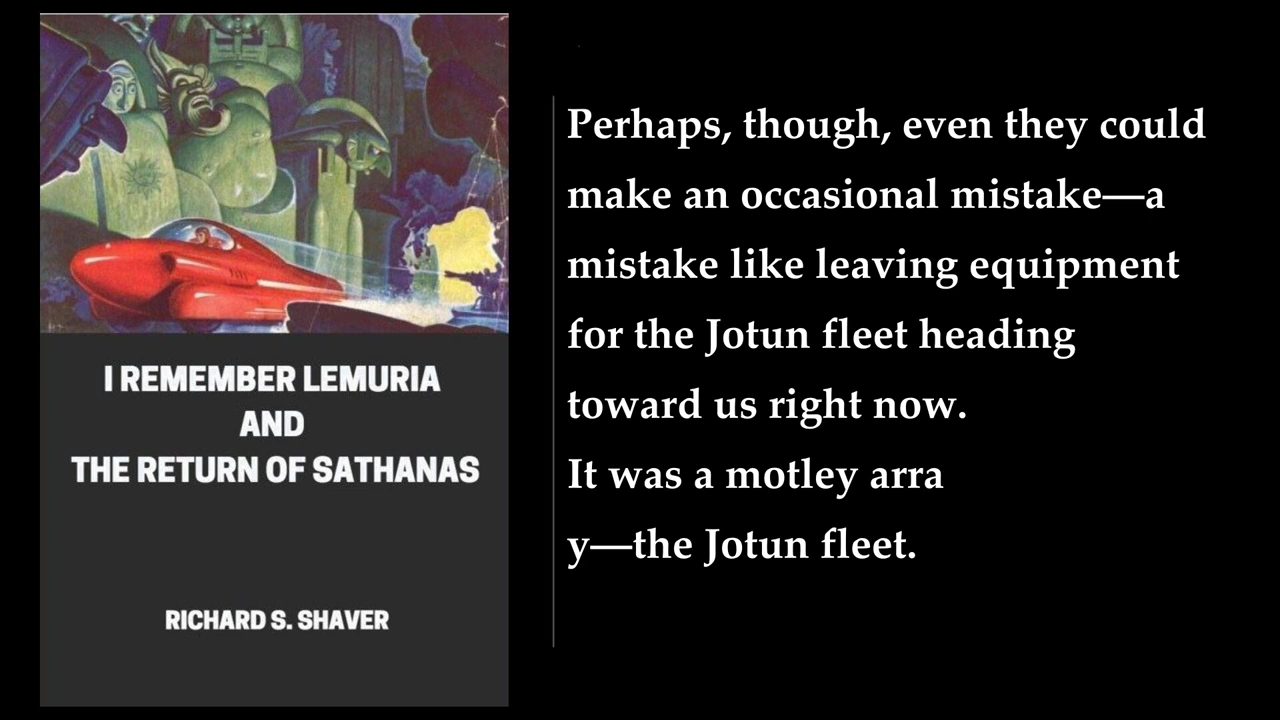 I REMEMBER LEMURIA
AND
THE RETURN OF SATHANAS
RICHARD S. SHAVER
Perhaps, though, even they could
make an occasional mistake—a
mistake like leaving equipment
for the Jotun fleet heading
toward us right now.
It was a motley arra
y—the Jotun fleet.